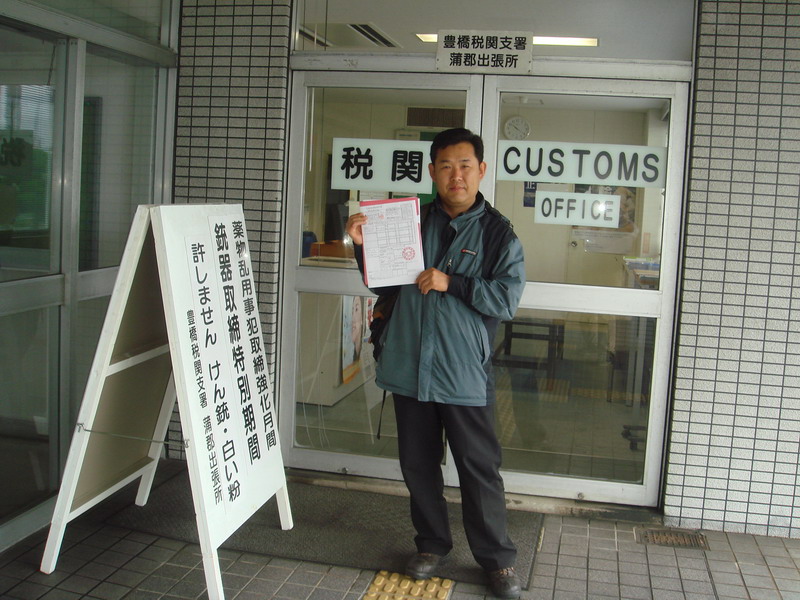 豊橋税関支署
蒲郡出張所
税関
CUSTOMS
OFFICE
薬物乱用事犯取締強化月間
銃器取締特別期間
許しません けん銃・白い粉
豊橋税関支署 蒲郡出張所